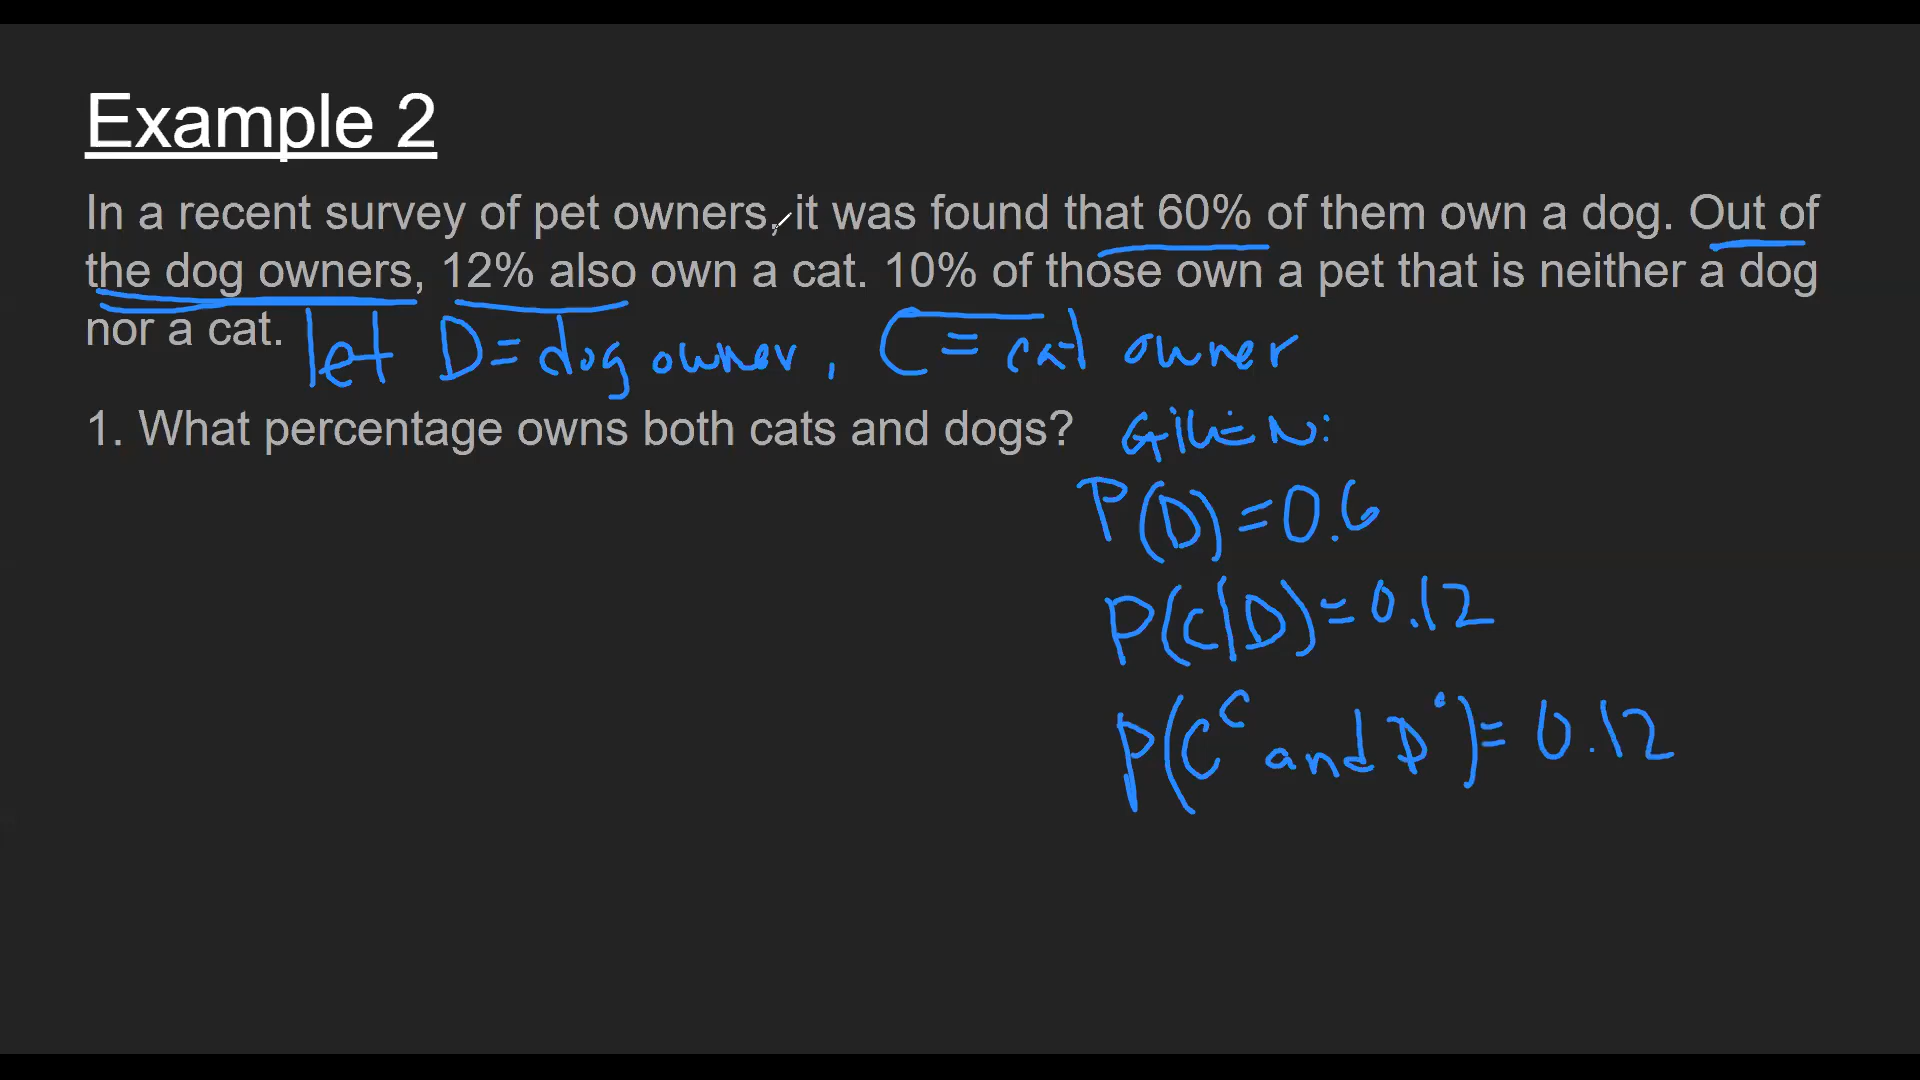 Example 2
In a recent survey of pet owners, it was found that 60% of them own a dog. Out of
the dog owners, 12% also own a cat. 10% of those own a pet that is neither a dog
nor a cat. let D = dog owner, C = cat owner
1. What percentage owns both cats and dogs? GIVEN:
P(D) = 0.6
P(C|D) = 0.12
P(C^c and D^c) = 0.12